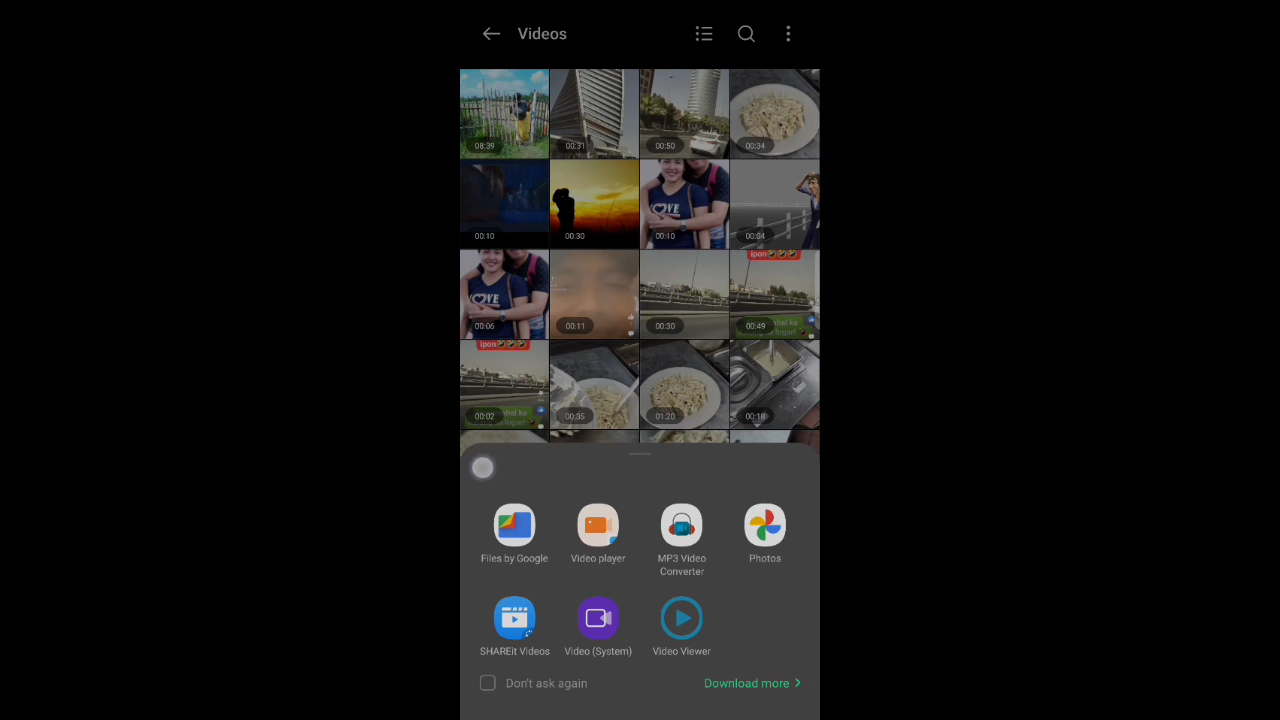 Videos
08:39
00:31
00:50
00:34
00:10
00:30
00:10
00:04
00:06
00:11
00:30
ipon
00:49
ipon
00:02
00:35
01:20
00:18
Files by Google
Video player
MP3 Video
Converter
Photos
SHAREit Videos
Video (System)
Video Viewer
Don't ask again
Download more